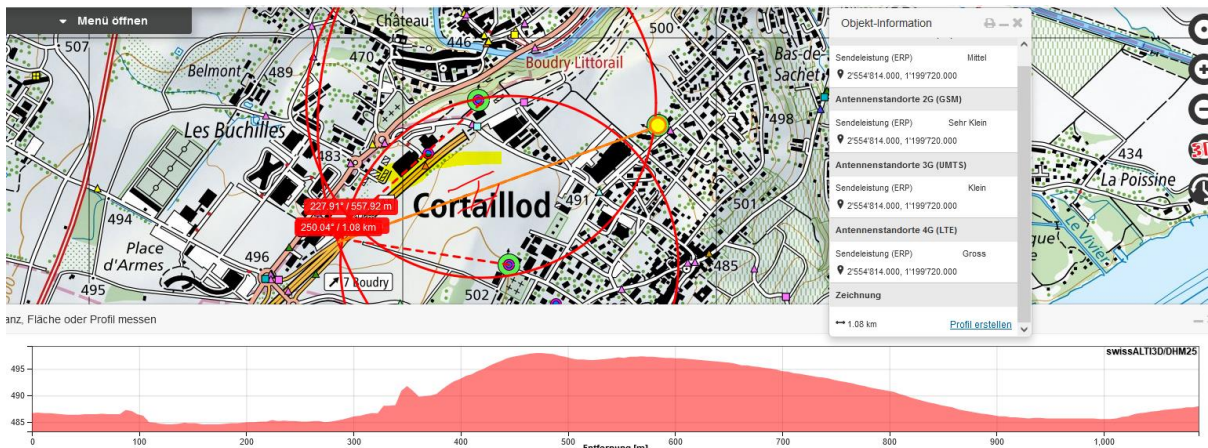 Menü öffnen
507
Château
446
500
470
Boudry Littorail
Belmont
489
Bas-de-
Sachet
Les Buchilles
483
498
494
Cortaillod
491
501
434
La Poissine
227.91° / 557.92 m
250.04° / 1.08 km
Place
d'Armes
496
485
Le Vivier
495
7 Boudry
502
Objekt-information
Sendeleistung (ERP) Mittel
2'554'814.000, 1'199'720.000
Antennenstandorte 2G (GSM)
Sendeleistung (ERP) Sehr Klein
2'554'814.000, 1'199'720.000
Antennenstandorte 3G (UMTS)
Sendeleistung (ERP) Klein
2'554'814.000, 1'199'720.000
Antennenstandorte 4G (LTE)
Sendeleistung (ERP) Gross
2'554'814.000, 1'199'720.000
Zeichnung
1.08 km Profil erstellen
anz, Fläche oder Profil messen
swissALTI3D/DHM25
495
490
485
0 100 200 300 400 500 600 700 800 900 1,000
Entfernung [m]